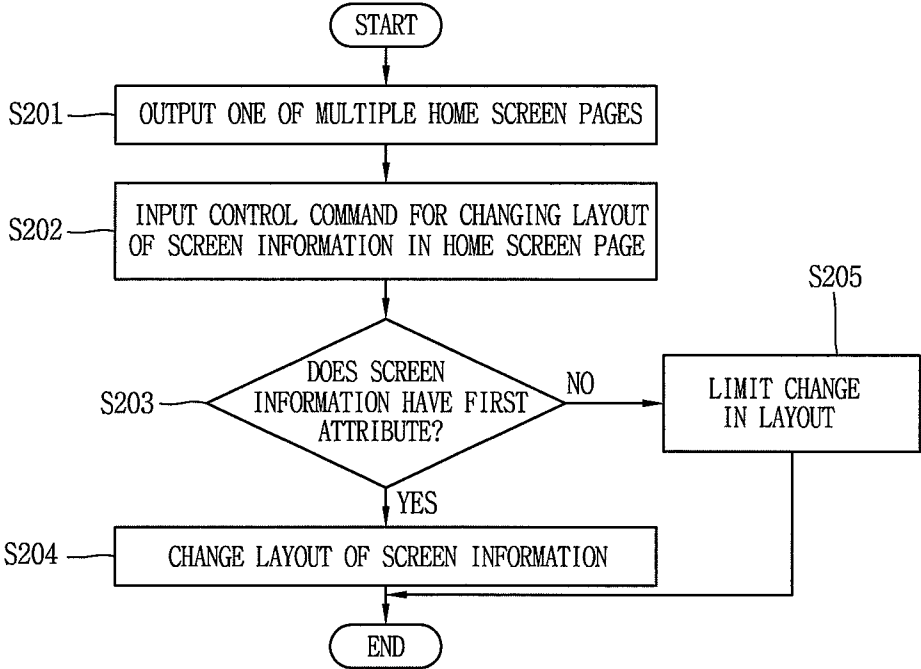 START
S201
OUTPUT ONE OF MULTIPLE HOME SCREEN PAGES
S202
INPUT CONTROL COMMAND FOR CHANGING LAYOUT
OF SCREEN INFORMATION IN HOME SCREEN PAGE
S203
DOES SCREEN
INFORMATION HAVE FIRST
ATTRIBUTE?
NO
S205
LIMIT CHANGE
IN LAYOUT
YES
S204
CHANGE LAYOUT OF SCREEN INFORMATION
END